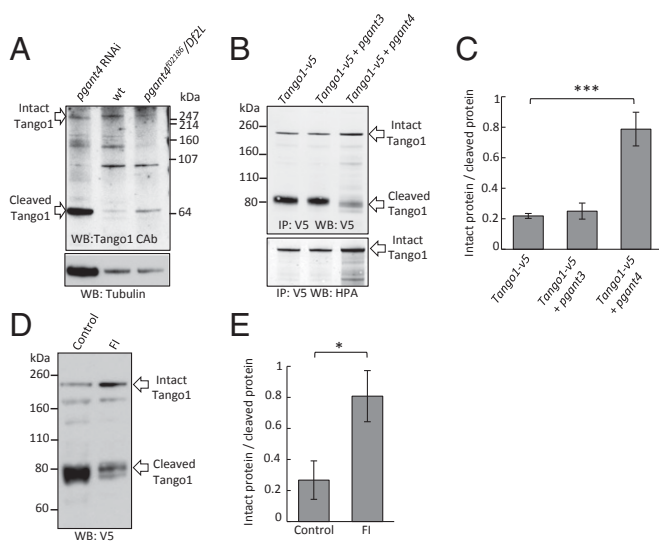 A
pgant4 RNAi
wt
pgant4f02186/Df2L
kDa
Intact
Tango1
247
214
160
107
Cleaved
Tango1
64
WB:Tango1 CAb
WB: Tubulin
B
Tango1-v5
Tango1-v5 + pgant3
Tango1-v5 + pgant4
kDa
260
160
110
80
Intact
Tango1
Cleaved
Tango1
IP: V5 WB: V5
Intact
Tango1
IP: V5 WB: HPA
C
***
Intact protein / cleaved protein
1
0.8
0.6
0.4
0.2
0
Tango1-v5
Tango1-v5
+ pgant3
Tango1-v5
+ pgant4
D
Control
FI
kDa
260
160
110
80
60
Intact
Tango1
Cleaved
Tango1
WB: V5
E
*
Intact protein / cleaved protein
1
0.8
0.6
0.4
0.2
0
Control
FI